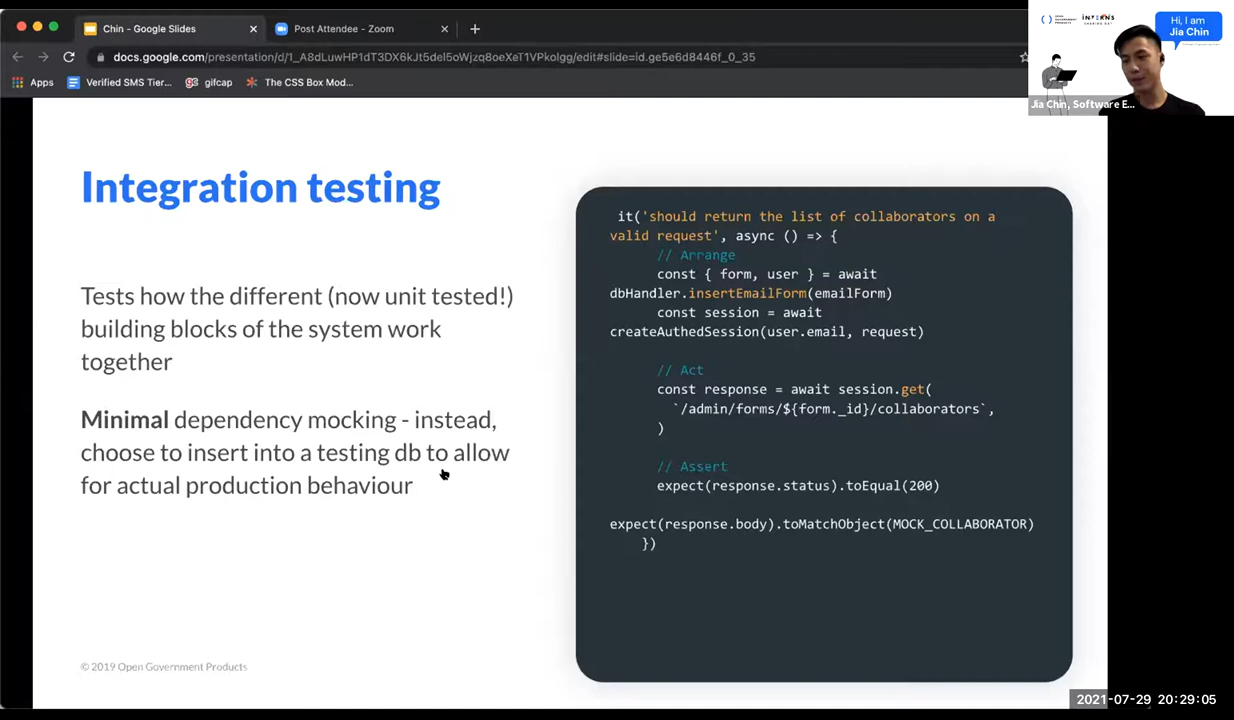 Chin - Google Slides
Post Attendee - Zoom
docs.google.com/presentation/d/1_A8dLuwHP1dT3DX6kJt5del5oWjzq8oeXeT1VPkolgg/edit#slide=id.ge5e6d8446f_0_35
Apps
Verified SMS Tier...
gifcap
The CSS Box Mod...
OPEN GOVERNMENT PRODUCTS
Hi, I am
Jia Chin
Jia Chin, Software E...
Integration testing
Tests how the different (now unit tested!)
building blocks of the system work
together
Minimal dependency mocking - instead,
choose to insert into a testing db to allow
for actual production behaviour
it('should return the list of collaborators on a
valid request', async () => {
// Arrange
const { form, user } = await
dbHandler.insertEmailForm(emailForm)
const session = await
createAuthedSession(user.email, request)
// Act
const response = await session.get(
`/admin/forms/${form._id}/collaborators`,
)
// Assert
expect(response.status).toEqual(200)
expect(response.body).toMatchObject(MOCK_COLLABORATOR)
})
© 2019 Open Government Products
2021-07-29 20:29:05